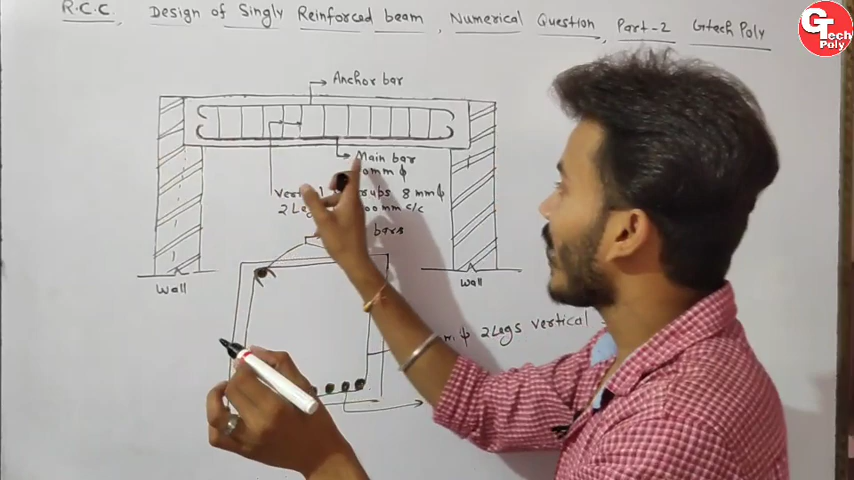 R.C.C. Design of Singly Reinforced beam, Numerical Question, Part-2 Gtech Poly
GTech
Poly
Anchor bar
Main bar
mm φ
8 mm φ
2 mm c/c
bars
Wall
Wall
2 Legs vertical